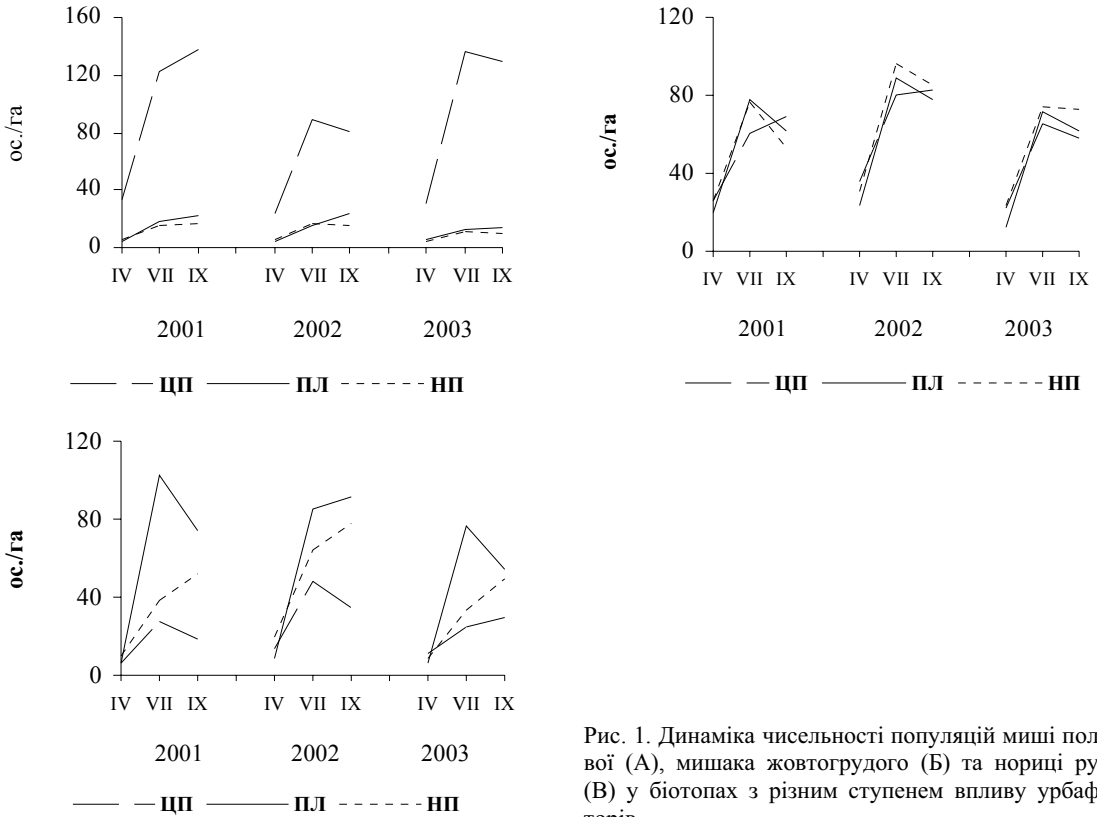 160
120
80
40
0
ос./га
IV VII IX IV VII IX IV VII IX
2001 2002 2003
ЦП ПЛ НП
120
80
40
0
ос./га
IV VII IX IV VII IX IV VII IX
2001 2002 2003
ЦП ПЛ НП
120
80
40
0
ос./га
IV VII IX IV VII IX IV VII IX
2001 2002 2003
ЦП ПЛ НП
Рис. 1. Динаміка чисельності популяцій миші пол
вої (А), мишака жовтогрудого (Б) та нориці ру
(В) у біотопах з різним ступенем впливу урбаф